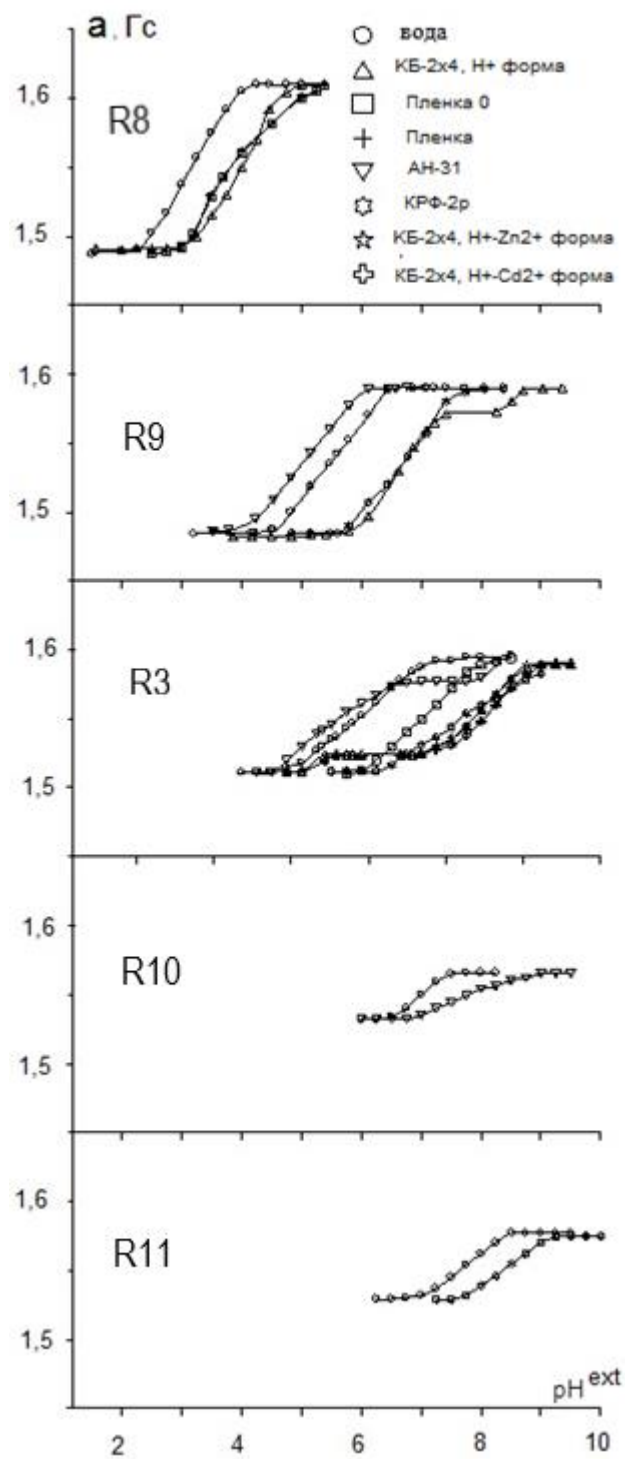 а, Гс
вода
КБ-2х4, Н+ форма
Пленка 0
Пленка
АН-31
КРФ-2р
КБ-2х4, Н+-Zn2+ форма
КБ-2х4, Н+-Cd2+ форма
1,6
R8
1,5
1,6
R9
1,5
1,6
R3
1,5
1,6
R10
1,5
1,6
R11
1,5
pH ext
2 4 6 8 10